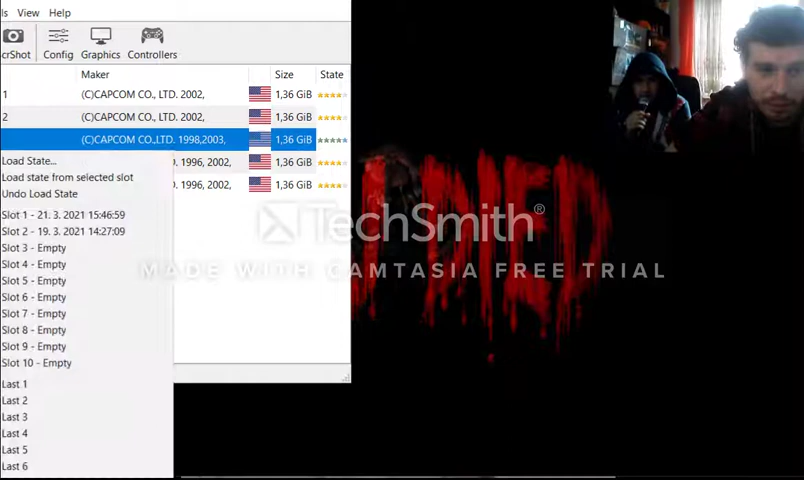 ls View Help
crShot Config Graphics Controllers
Maker Size State
1 (C)CAPCOM CO., LTD. 2002, 1,36 GiB
2 (C)CAPCOM CO., LTD. 2002, 1,36 GiB
(C)CAPCOM CO.,LTD. 1998,2003, 1,36 GiB
Load State... D. 1996, 2002, 1,36 GiB
Load state from selected slot
D. 1996, 2002, 1,36 GiB
Undo Load State
Slot 1 - 21. 3. 2021 15:46:59
Slot 2 - 19. 3. 2021 14:27:09
Slot 3 - Empty
Slot 4 - Empty
Slot 5 - Empty
Slot 6 - Empty
Slot 7 - Empty
Slot 8 - Empty
Slot 9 - Empty
Slot 10 - Empty
Last 1
Last 2
Last 3
Last 4
Last 5
Last 6
DIED
TechSmith®
MADE WITH CAMTASIA FREE TRIAL